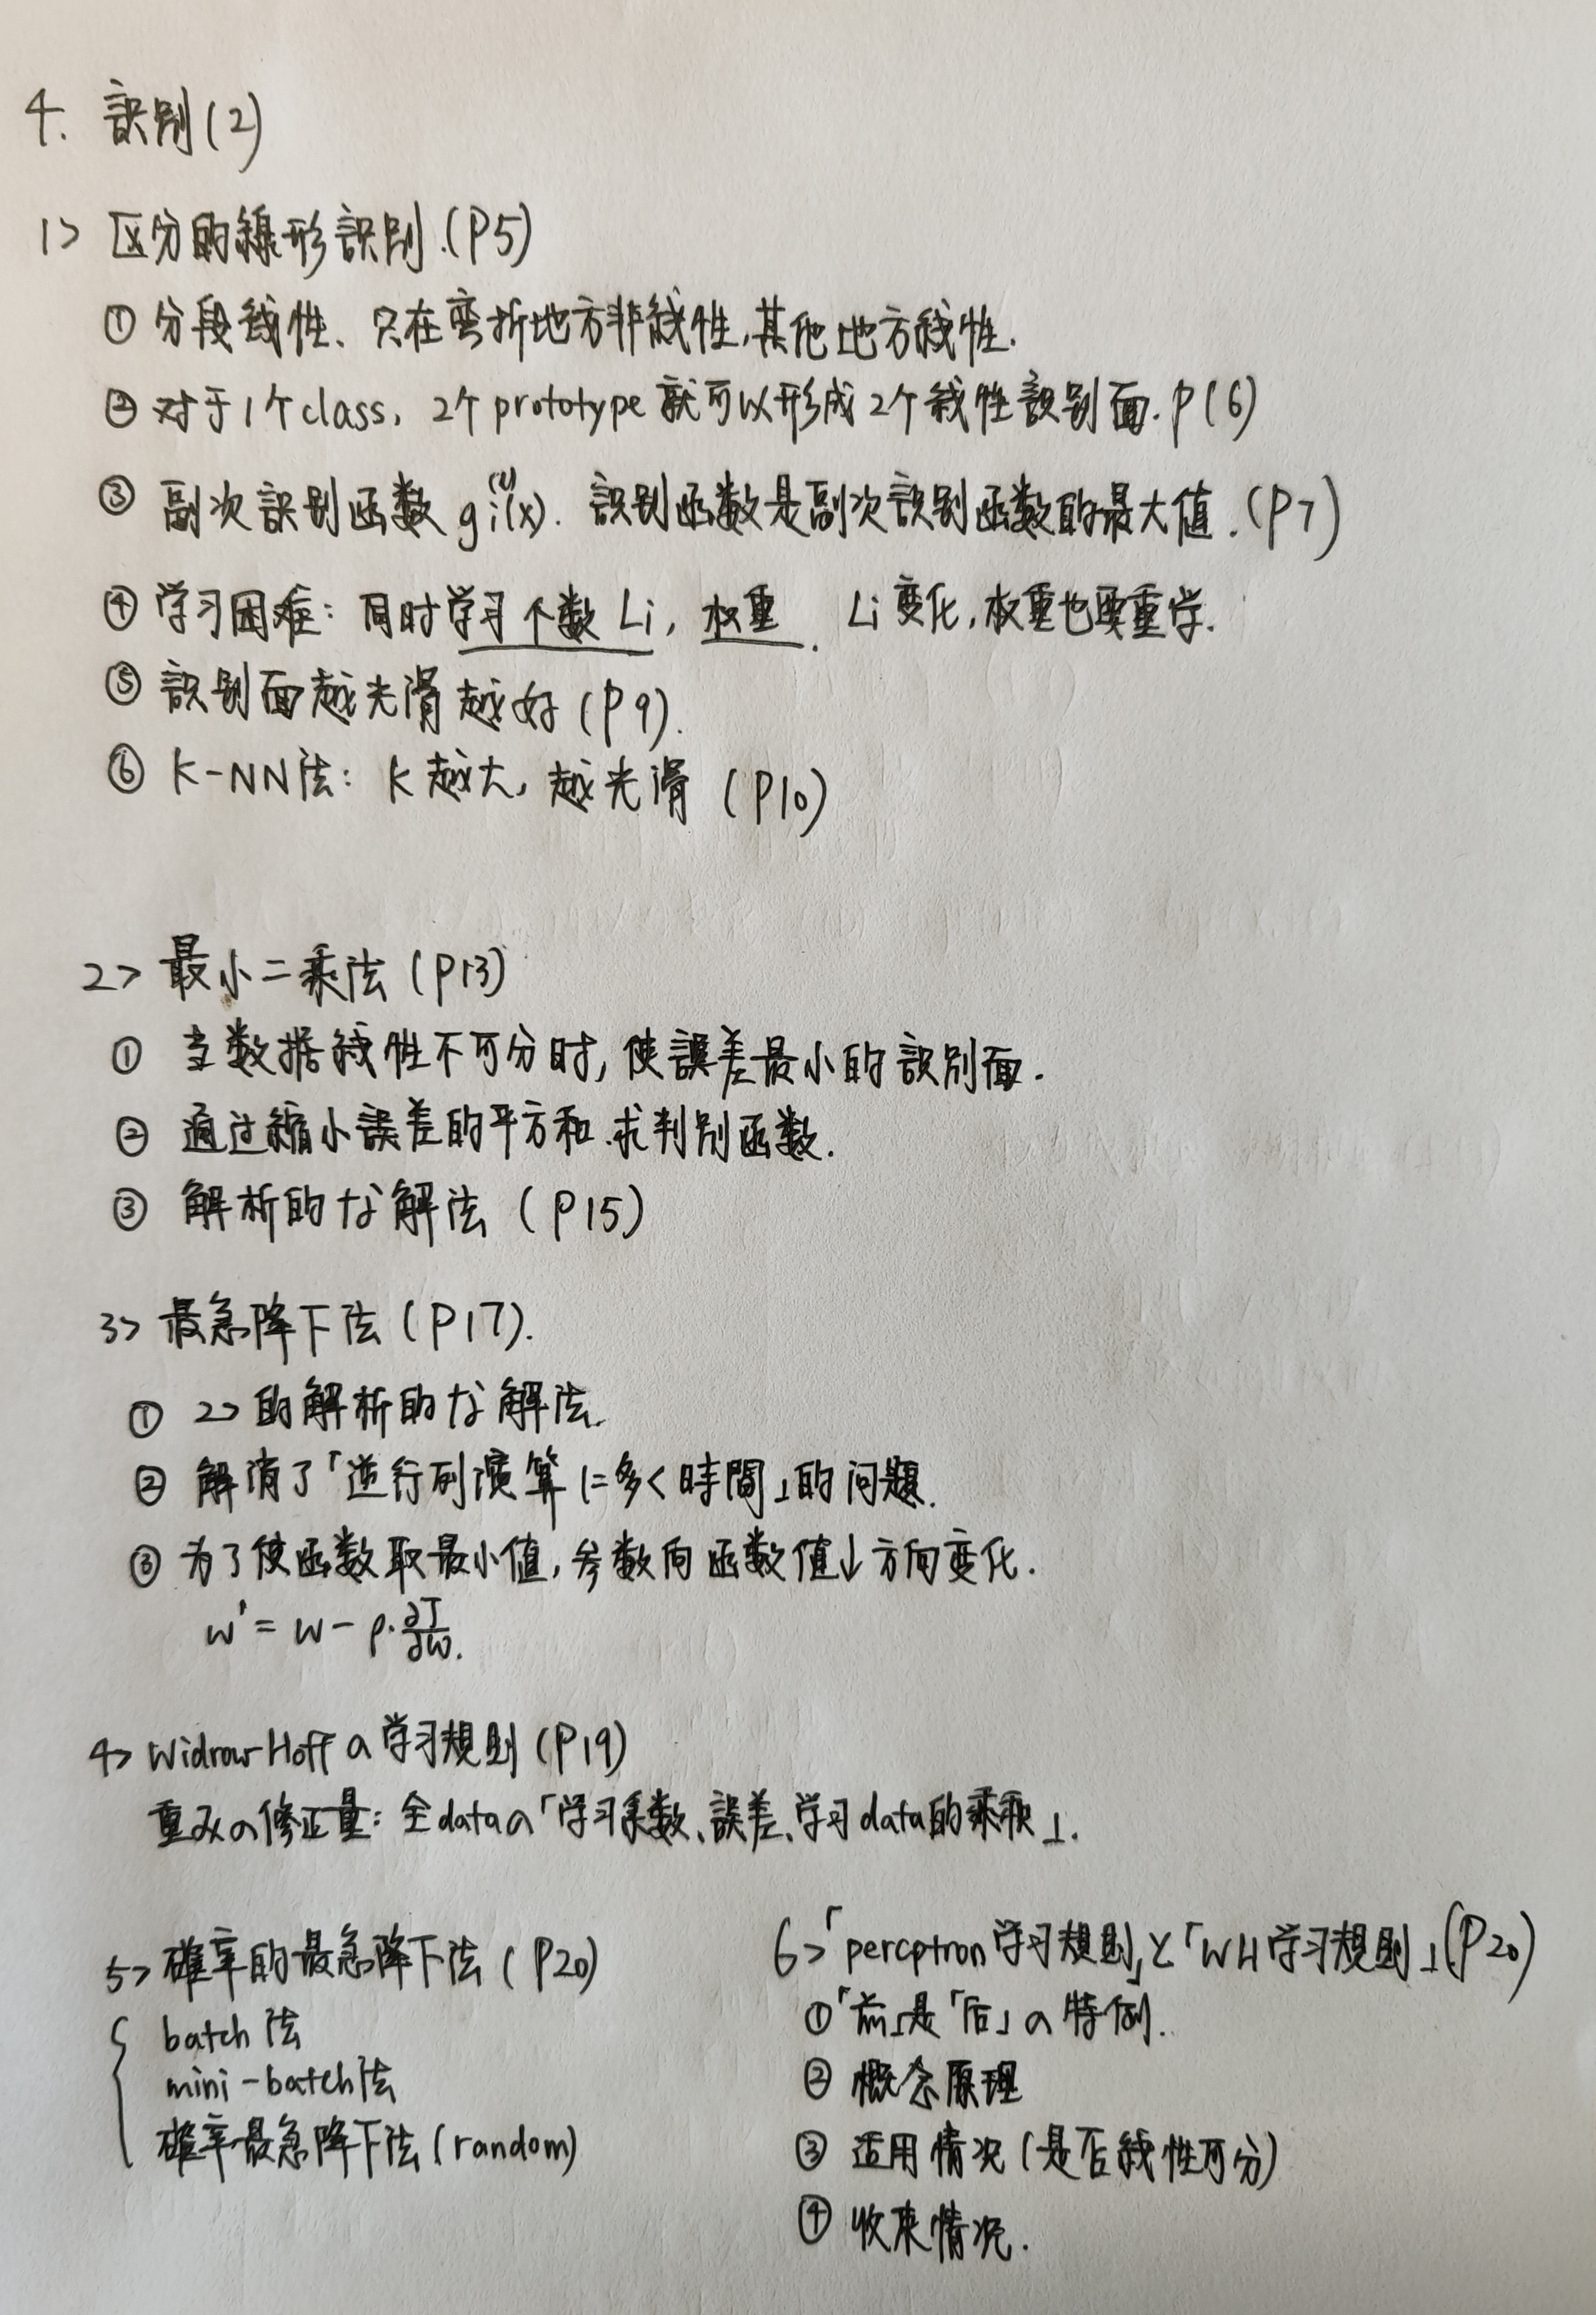 4. 識別(2)
1> 区分的線形識別.(P5)
① 分段线性、只在弯折地方非线性,其他地方线性.
② 对于1个class, 2个prototype就可以形成2个线性識别面.P(6)
③ 副次識别函数 gi(l)(x). 識别函数是副次識别函数的最大值.(P7)
④ 学习困难: 同时学习个数Li, 权重. Li变化,权重也要重学.
⑤ 識别面越光滑越好(P9).
⑥ K-NN法: K越大,越光滑 (P10)
2> 最小二乗法(P13)
① 当数据线性不可分时,使誤差最小的識別面.
② 通过縮小誤差的平方和.求判别函数.
③ 解析的な解法 (P15)
3> 最急降下法(P17).
① 2>的解析的な解法.
② 解消了「逆行列演算に多く時間」的问题.
③ 为了使函数取最小值,参数向函数值↓方向变化.
w' = w - ρ·∂J/∂w.
4> Widrow-Hoffの学习規則(P19)
重みの修正量: 全dataの「学习系数、誤差、学习data的乘积」.
5> 確率的最急降下法(P20)
batch法
mini-batch法
確率最急降下法(random)
6>「percptron学习規則」と「WH学习規則」(P20)
①「前」是「后」の特例.
② 概念原理
③ 适用情况(是否线性可分)
④ 收束情况.